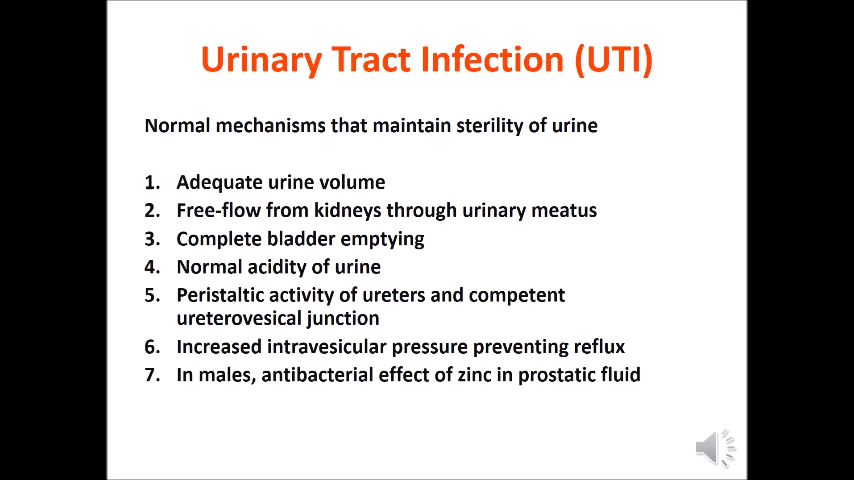 Urinary Tract Infection (UTI)
Normal mechanisms that maintain sterility of urine
1. Adequate urine volume
2. Free-flow from kidneys through urinary meatus
3. Complete bladder emptying
4. Normal acidity of urine
5. Peristaltic activity of ureters and competent
ureterovesical junction
6. Increased intravesicular pressure preventing reflux
7. In males, antibacterial effect of zinc in prostatic fluid